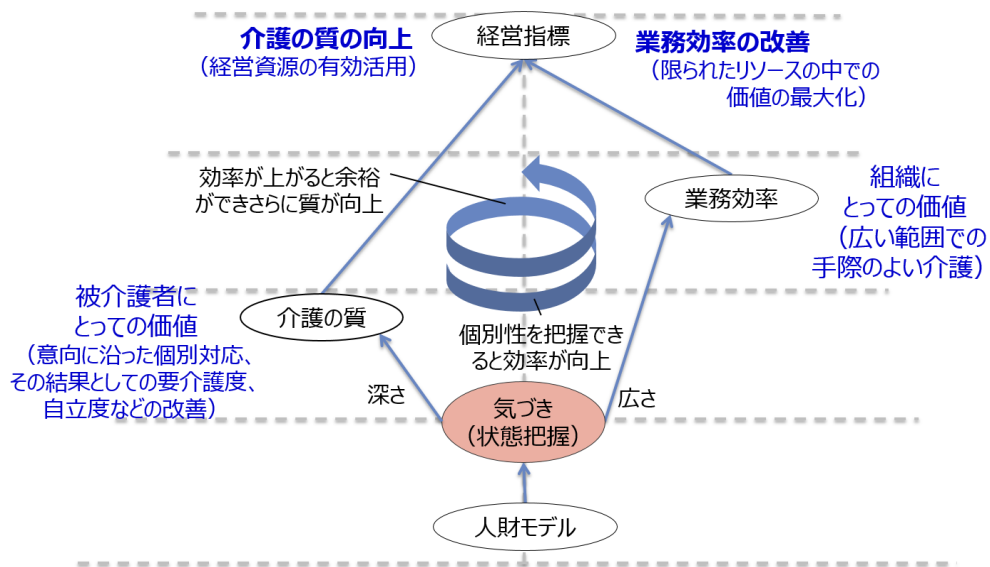 介護の質の向上
（経営資源の有効活用）
経営指標
業務効率の改善
（限られたリソースの中での
価値の最大化）
効率が上がると余裕
ができさらに質が向上
業務効率
組織に
とっての価値
（広い範囲での
手際のよい介護）
被介護者に
とっての価値
（意向に沿った個別対応、
その結果としての要介護度、
自立度などの改善）
介護の質
個別性を把握でき
ると効率が向上
深さ
広さ
気づき
（状態把握）
人財モデル